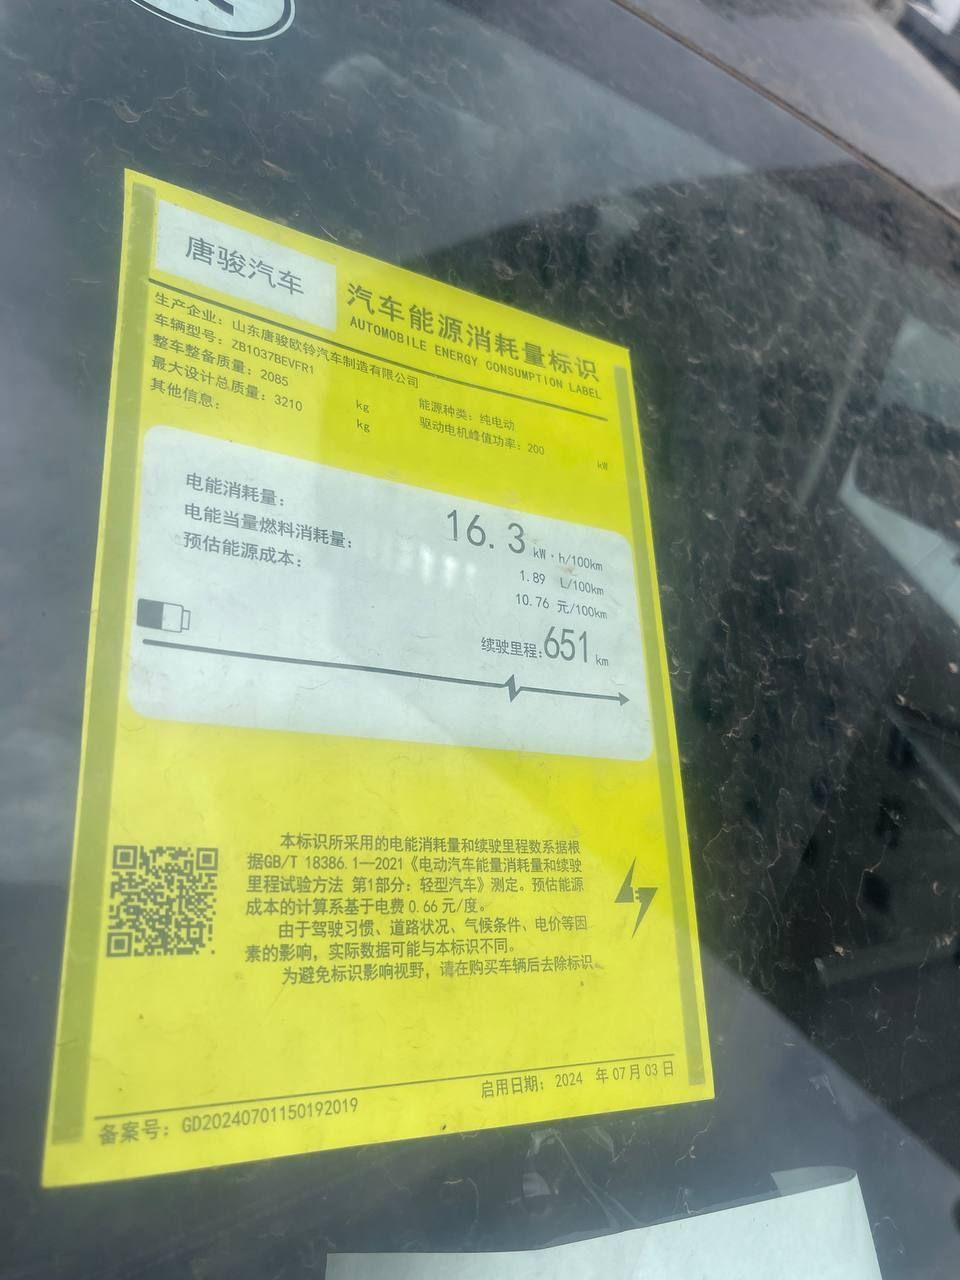 唐骏汽车
汽车能源消耗量标识
AUTOMOBILE ENERGY CONSUMPTION LABEL
生产企业: 山东唐骏欧铃汽车制造有限公司
车辆型号: ZB1037BEVFR1
整车整备质量: 2085 kg 能源种类: 纯电动
最大设计总质量: 3210 kg 驱动电机峰值功率: 200 kW
其他信息:
电能消耗量: 16.3 kW·h/100km
电能当量燃料消耗量: 1.89 L/100km
预估能源成本: 10.76 元/100km
续驶里程:651 km
本标识所采用的电能消耗量和续驶里程数系据根
据GB/T 18386.1—2021《电动汽车能量消耗量和续驶
里程试验方法 第1部分: 轻型汽车》测定。预估能源
成本的计算系基于电费 0.66 元/度。
由于驾驶习惯、道路状况、气候条件、电价等因
素的影响, 实际数据可能与本标识不同。
为避免标识影响视野, 请在购买车辆后去除标识。
备案号: GD20240701150192019 启用日期: 2024 年 07 月 03 日